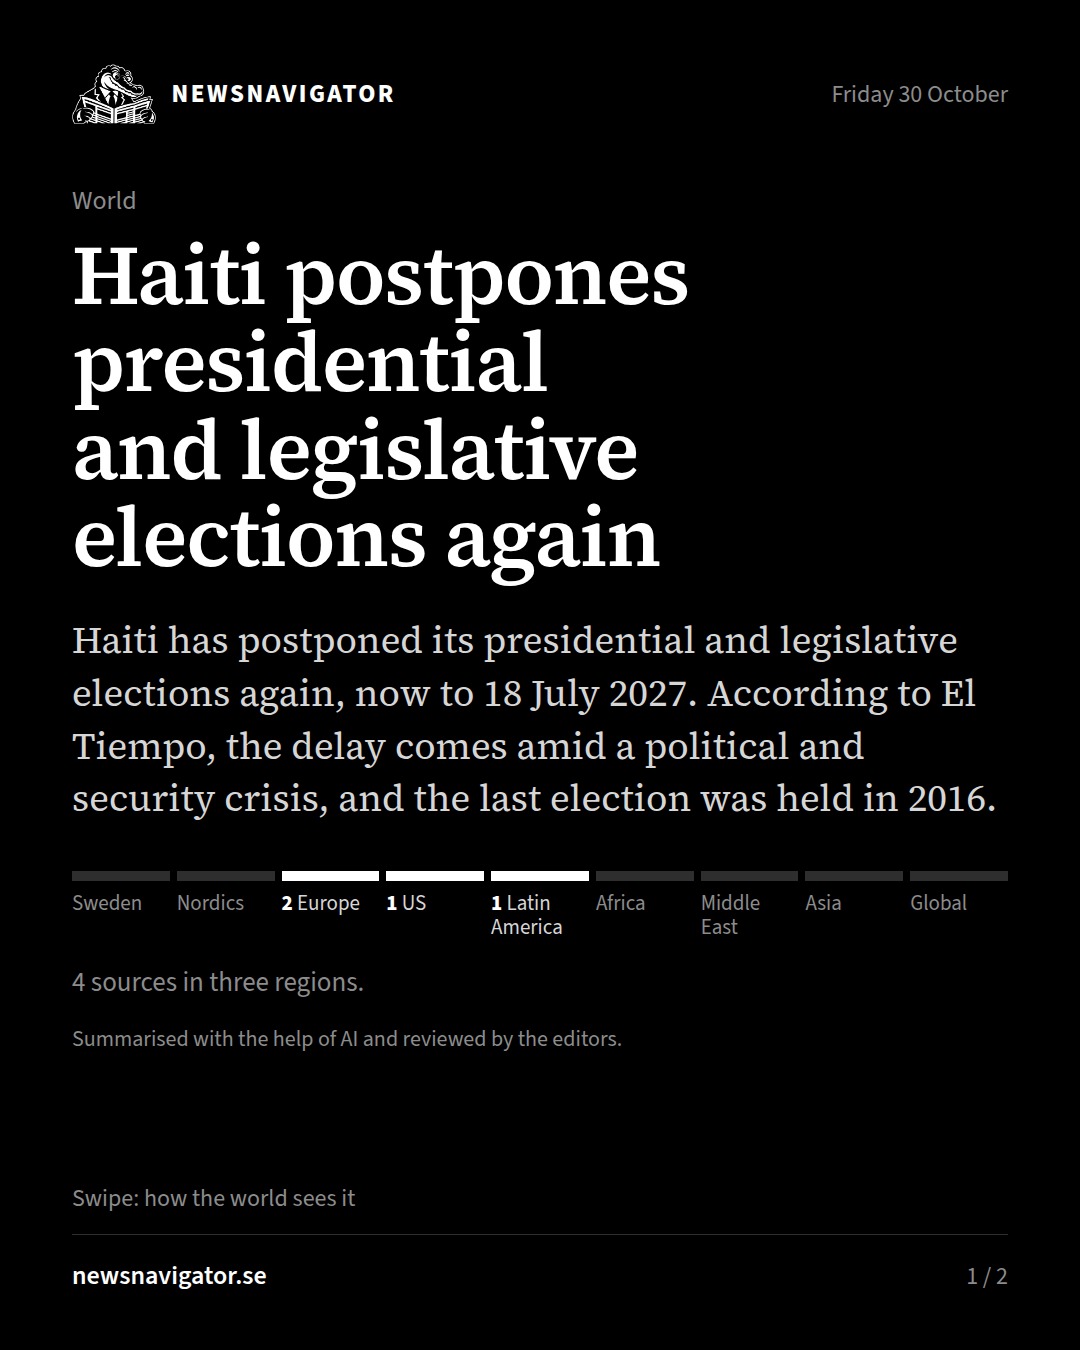 NEWSNAVIGATOR
Friday 30 October
World
Haiti postpones
presidential
and legislative
elections again
Haiti has postponed its presidential and legislative
elections again, now to 18 July 2027. According to El
Tiempo, the delay comes amid a political and
security crisis, and the last election was held in 2016.
Sweden
Nordics
2 Europe
1 US
1 Latin
America
Africa
Middle
East
Asia
Global
4 sources in three regions.
Summarised with the help of AI and reviewed by the editors.
Swipe: how the world sees it
newsnavigator.se
1 / 2